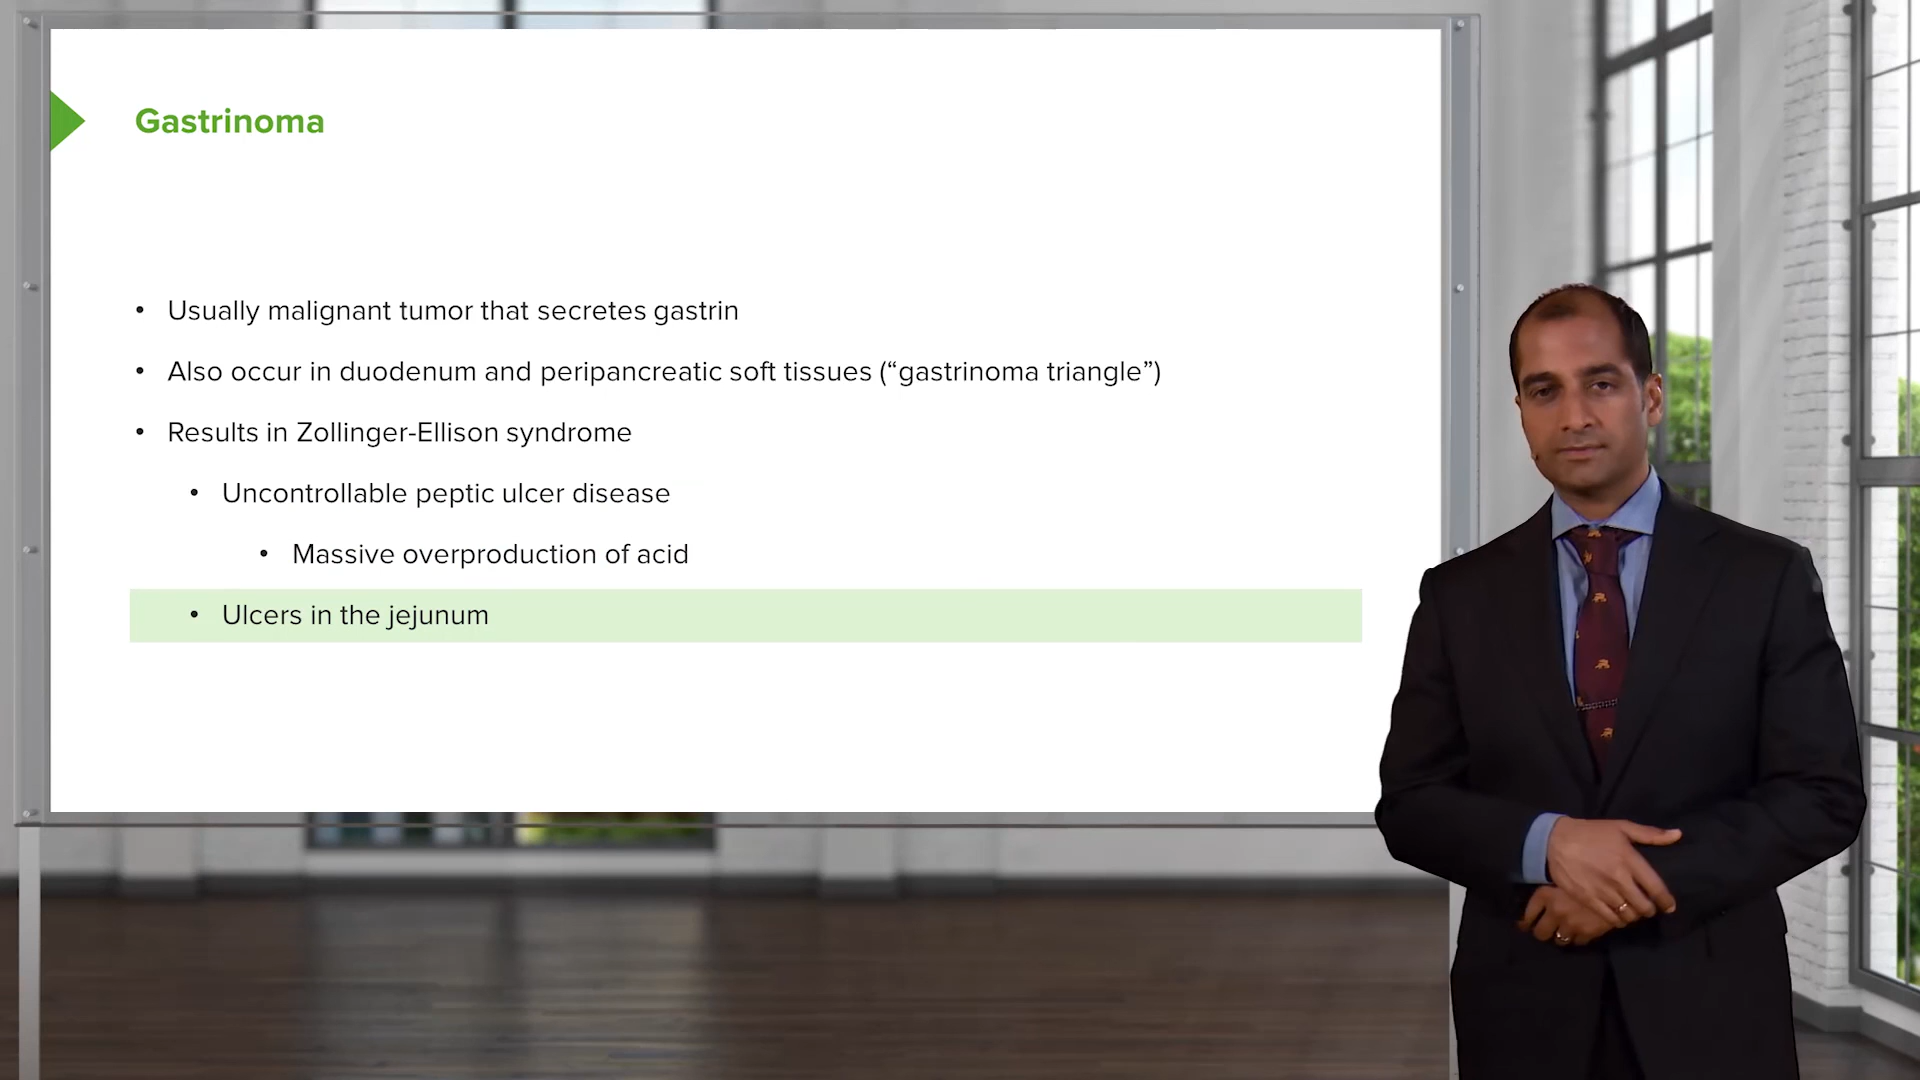 Gastrinoma
• Usually malignant tumor that secretes gastrin
• Also occur in duodenum and peripancreatic soft tissues (“gastrinoma triangle”)
• Results in Zollinger-Ellison syndrome
• Uncontrollable peptic ulcer disease
• Massive overproduction of acid
• Ulcers in the jejunum